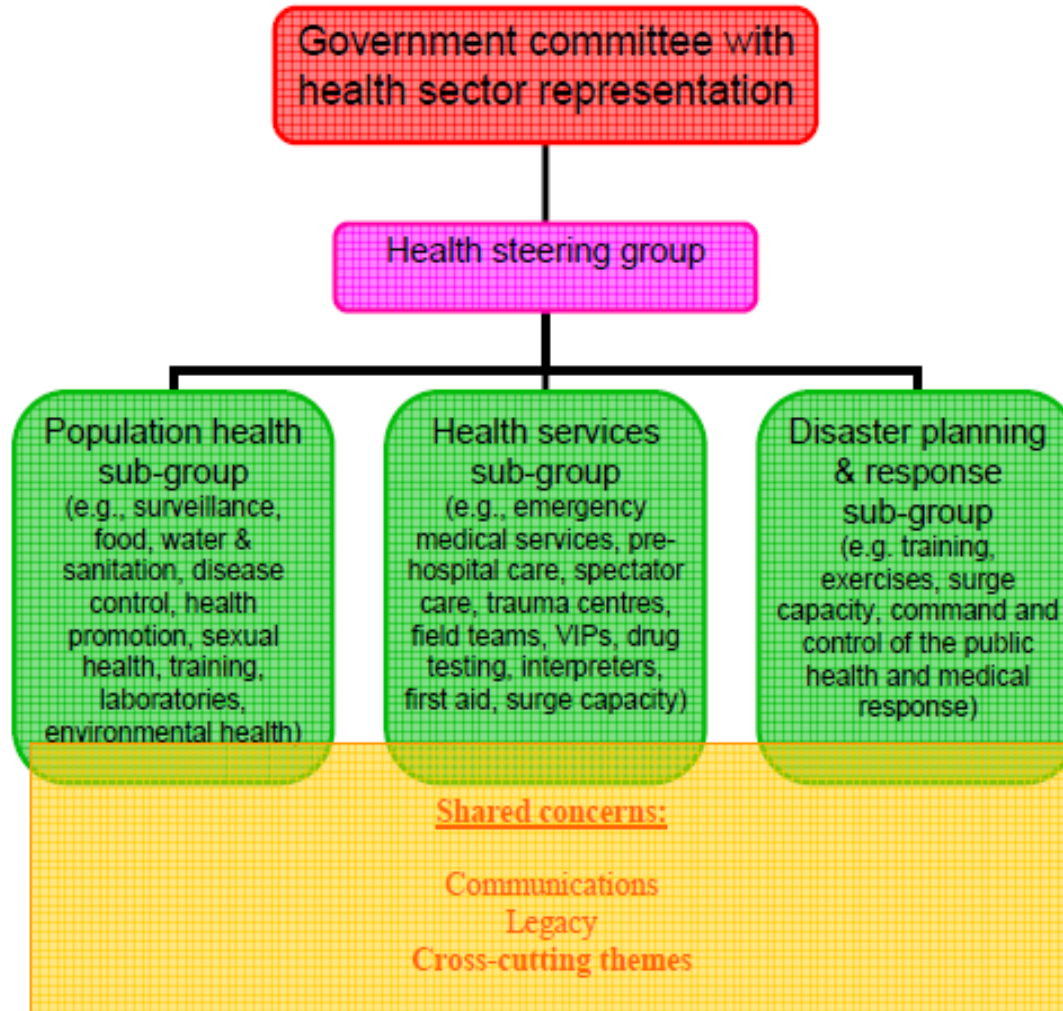 Government committee with
health sector representation
Health steering group
Population health
sub-group
(e.g., surveillance,
food, water &
sanitation, disease
control, health
promotion, sexual
health, training,
laboratories,
environmental health)
Health services
sub-group
(e.g., emergency
medical services, pre-
hospital care, spectator
care, trauma centres,
field teams, VIPs, drug
testing, interpreters,
first aid, surge capacity)
Disaster planning
& response
sub-group
(e.g. training,
exercises, surge
capacity, command and
control of the public
health and medical
response)
Shared concerns:
Communications
Legacy
Cross-cutting themes